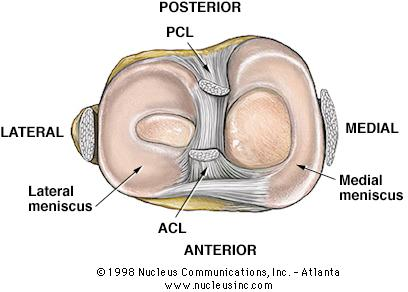 POSTERIOR
PCL
LATERAL
MEDIAL
Lateral
meniscus
Medial
meniscus
ACL
ANTERIOR
©1998 Nucleus Communications, Inc. – Atlanta
www.nucleusinc.com